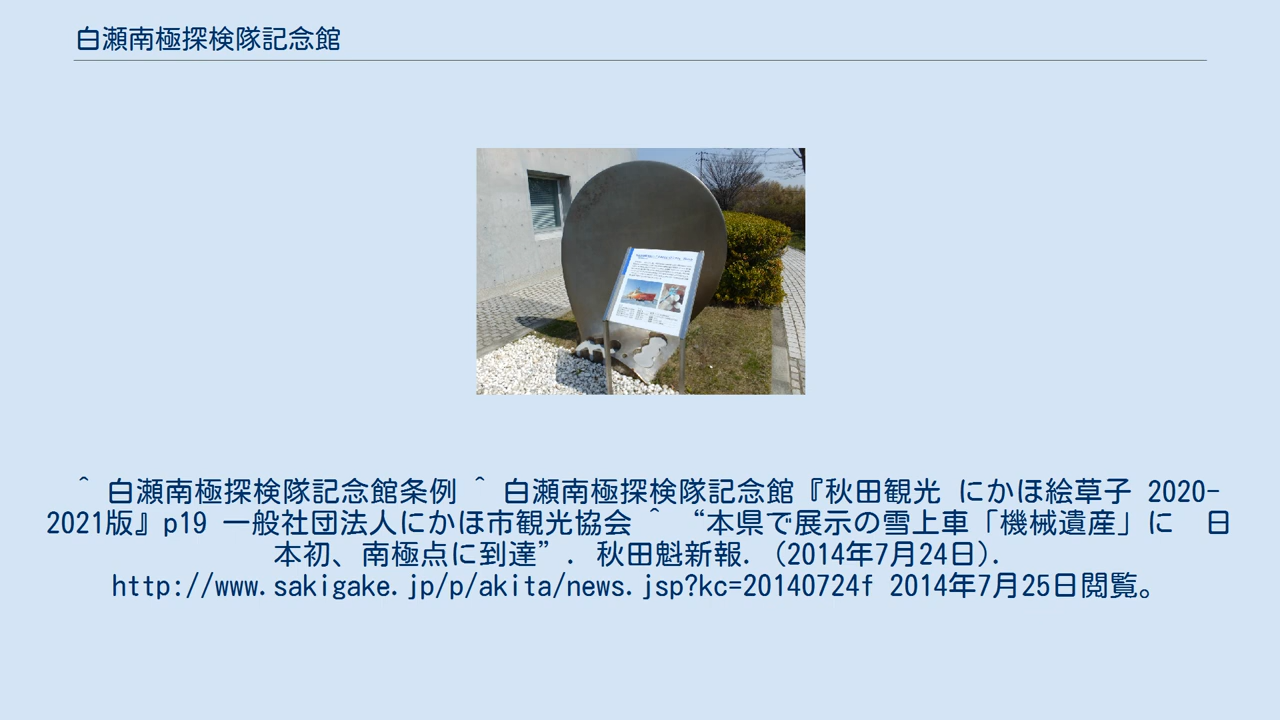 白瀬南極探検隊記念館
^ 白瀬南極探検隊記念館条例 ^ 白瀬南極探検隊記念館『秋田観光 にかほ絵草子 2020-
2021版』p19 一般社団法人にかほ市観光協会 ^ “本県で展示の雪上車「機械遺産」に　日
本初、南極点に到達”. 秋田魁新報. (2014年7月24日).
http://www.sakigake.jp/p/akita/news.jsp?kc=20140724f 2014年7月25日閲覧。